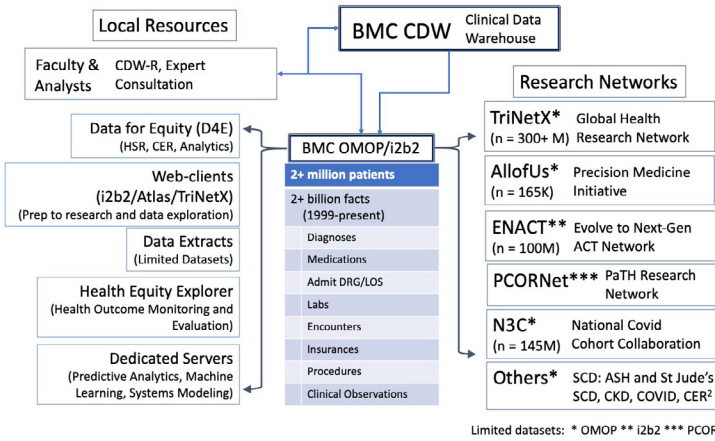 Local Resources
BMC CDW
Clinical Data
Warehouse
Faculty &
Analysts
CDW-R, Expert
Consultation
Data for Equity (D4E)
(HSR, CER, Analytics)
Web-clients
(i2b2/Atlas/TriNetX)
(Prep to research and data exploration)
Data Extracts
(Limited Datasets)
Health Equity Explorer
(Health Outcome Monitoring and
Evaluation)
Dedicated Servers
(Predictive Analytics, Machine
Learning, Systems Modeling)
BMC OMOP/i2b2
2+ million patients
2+ billion facts
(1999-present)
Diagnoses
Medications
Admit DRG/LOS
Labs
Encounters
Insurances
Procedures
Clinical Observations
Research Networks
TriNetX*
(n = 300+ M)
Global Health
Research Network
AllofUs*
(n = 165K)
Precision Medicine
Initiative
ENACT**
(n = 100M)
Evolve to Next-Gen
ACT Network
PCORNet***
PaTH Research
Network
N3C*
(n = 145M)
National Covid
Cohort Collaboration
Others*
SCD: ASH and St Jude's
SCD, CKD, COVID, CER²
Limited datasets: * OMOP ** i2b2 *** PCOR